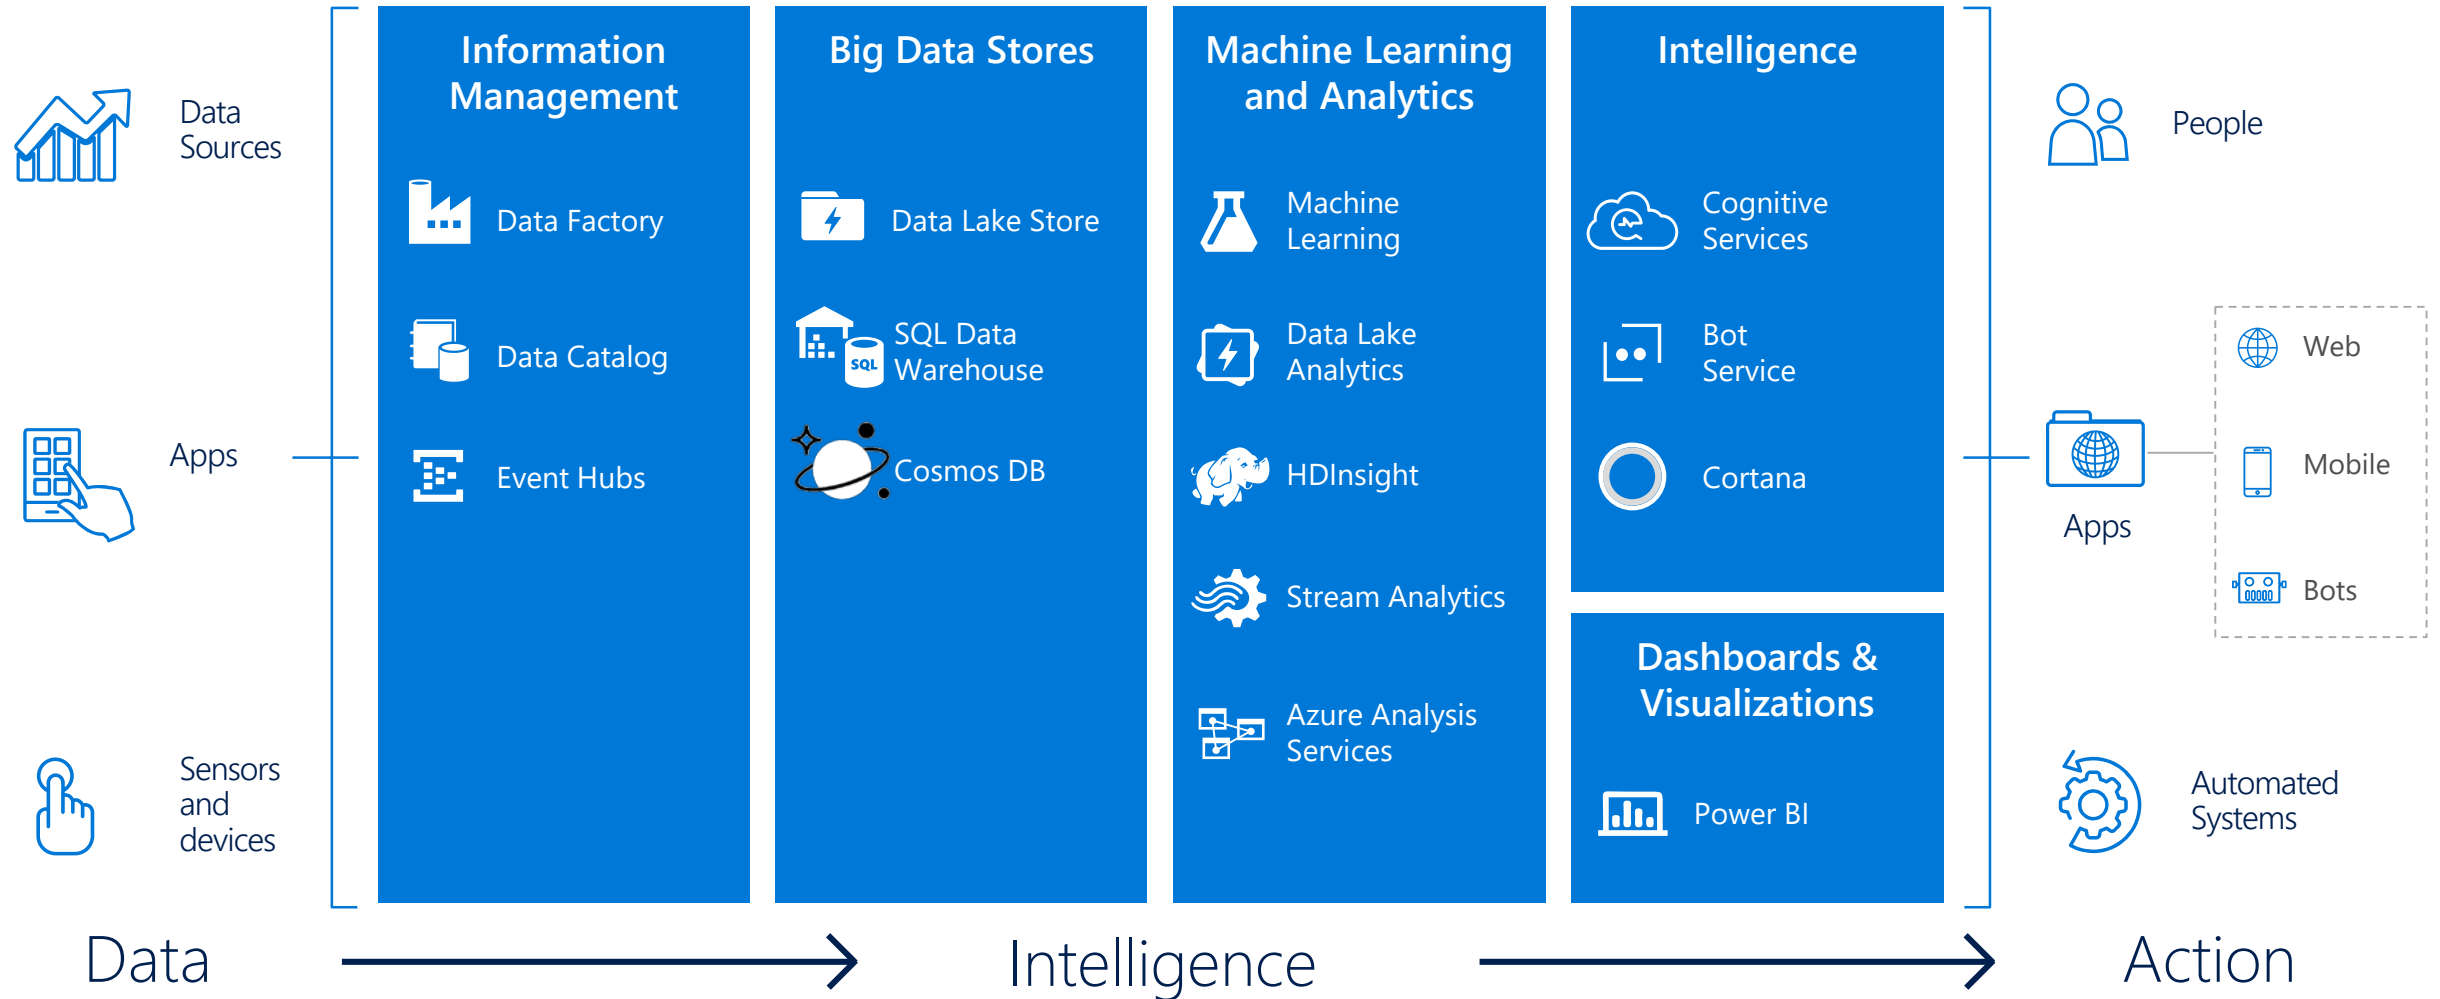 Data
Sources
Apps
Sensors
and
devices
Information
Management
Data Factory
Data Catalog
Event Hubs
Big Data Stores
Data Lake Store
SQL Data
Warehouse
SQL
Cosmos DB
Machine Learning
and Analytics
Machine
Learning
Data Lake
Analytics
HDInsight
Stream Analytics
Azure Analysis
Services
Intelligence
Cognitive
Services
Bot
Service
Cortana
Dashboards &
Visualizations
Power BI
People
Apps
Web
Mobile
Bots
Automated
Systems
Data
Intelligence
Action